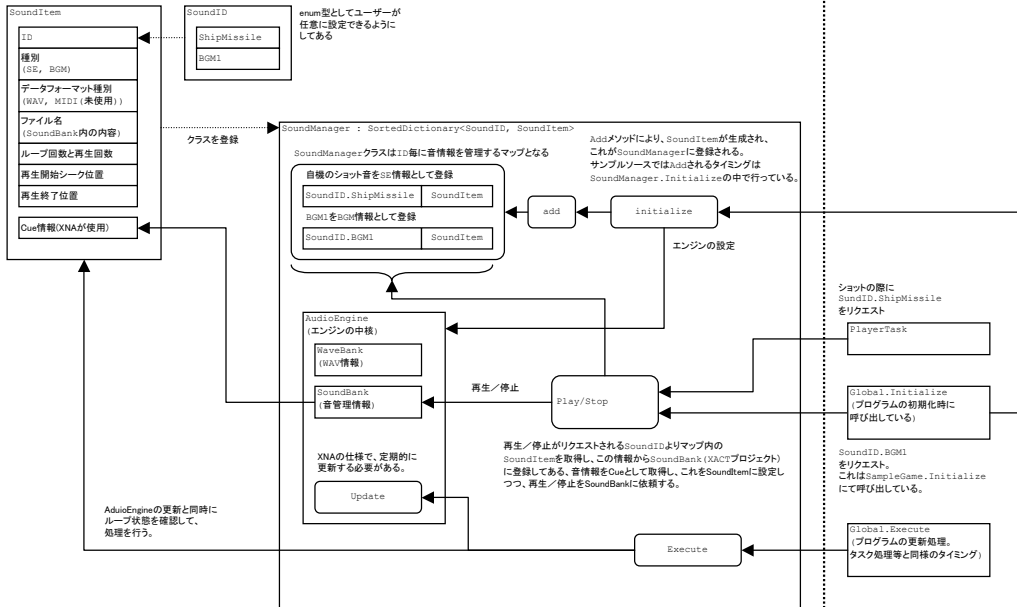 SoundItem
ID
種別
(SE, BGM)
データフォーマット種別
(WAV, MIDI(未使用))
ファイル名
(SoundBank内の内容)
ループ回数と再生回数
再生開始シーク位置
再生終了位置
Cue情報(XNAが使用)
SoundID
ShipMissile
BGM1
enum型としてユーザーが
任意に設定できるように
してある
クラスを登録
SoundManager : SortedDictionary<SoundID, SoundItem>
SoundManagerクラスはID毎に音情報を管理するマップとなる
自機のショット音をSE情報として登録
SoundID.ShipMissile
SoundItem
BGM1をBGM情報として登録
SoundID.BGM1
SoundItem
Addメソッドにより、SoundItemが生成され、
これがSoundManagerに登録される。
サンプルソースではAddされるタイミングは
SoundManager.Initializeの中で行っている。
add
initialize
エンジンの設定
AudioEngine
(エンジンの中核)
WaveBank
(WAV情報)
SoundBank
(音管理情報)
XNAの仕様で、定期的に
更新する必要がある。
Update
再生/停止
Play/Stop
再生/停止がリクエストされるSoundIDよりマップ内の
SoundItemを取得し、この情報からSoundBank(XACTプロジェクト)
に登録してある、音情報をCueとして取得し、これをSoundItemに設定し
つつ、再生/停止をSoundBankに依頼する。
AduioEngineの更新と同時に
ループ状態を確認して、
処理を行う。
Execute
ショットの際に
SundID.ShipMissile
をリクエスト
PlayerTask
Global.Initialize
(プログラムの初期化時に
呼び出している)
SoundID.BGM1
をリクエスト。
これはSampleGame.Initialize
にて呼び出している。
Global.Execute
(プログラムの更新処理。
タスク処理等と同様のタイミング)